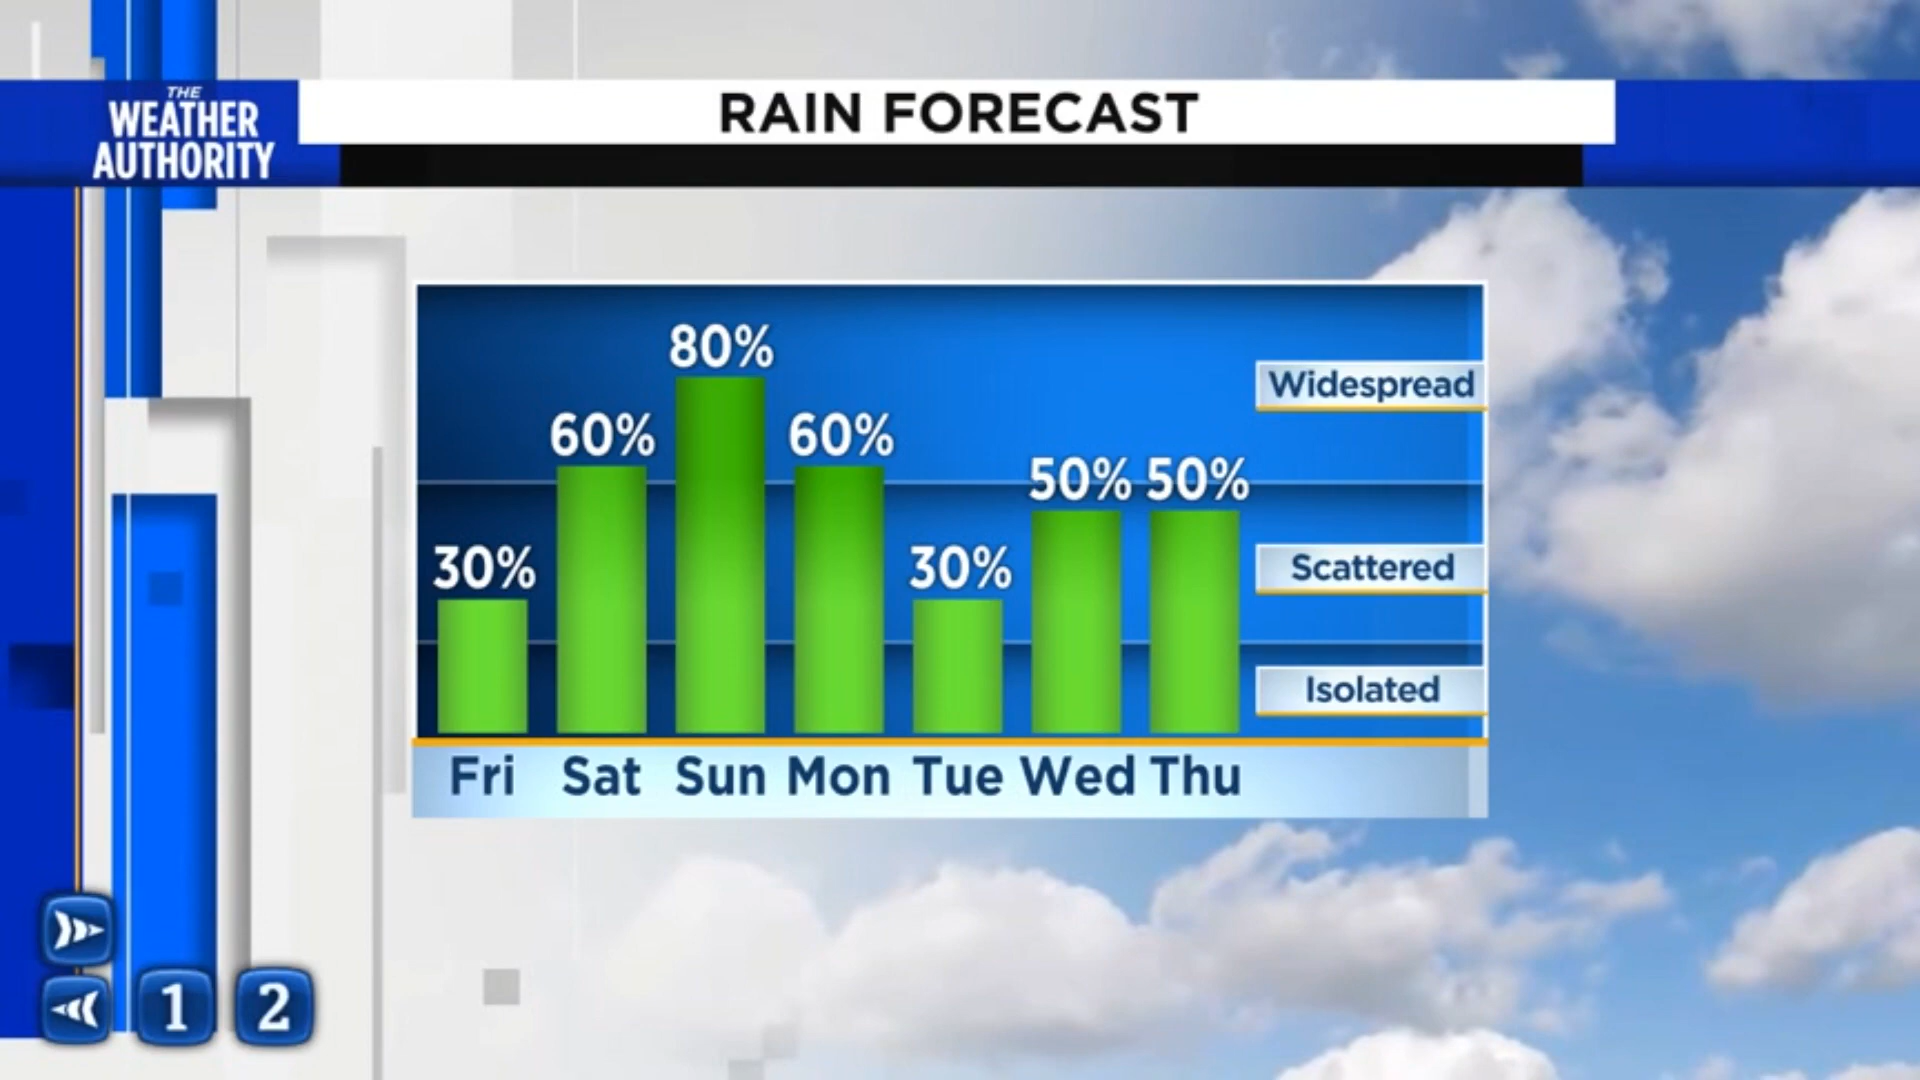 THE
WEATHER
AUTHORITY
RAIN FORECAST
80%
60% 60%
50% 50%
30% 30%
Widespread
Scattered
Isolated
Fri Sat Sun Mon Tue Wed Thu
1 2